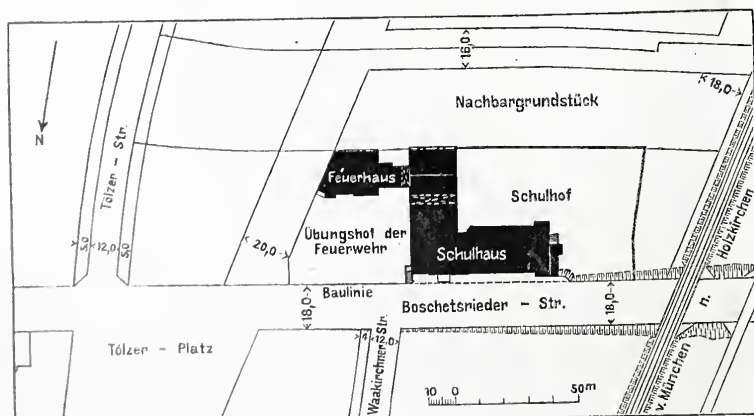 <16,0>
<18,0->
Nachbargrundstück
N
Tölzer - Str.
Feuerhaus
Schulhof
5,0
<12,0->
5,0
<20,0->
Übungshof der
Feuerwehr
Schulhaus
Holzkirchen
n.
Baulinie
<18,0->
Boschetsrieder - Str.
<18,0->
Tölzer - Platz
4
<12,0>
Waakirchner-Str.
v. München
10 0 50m